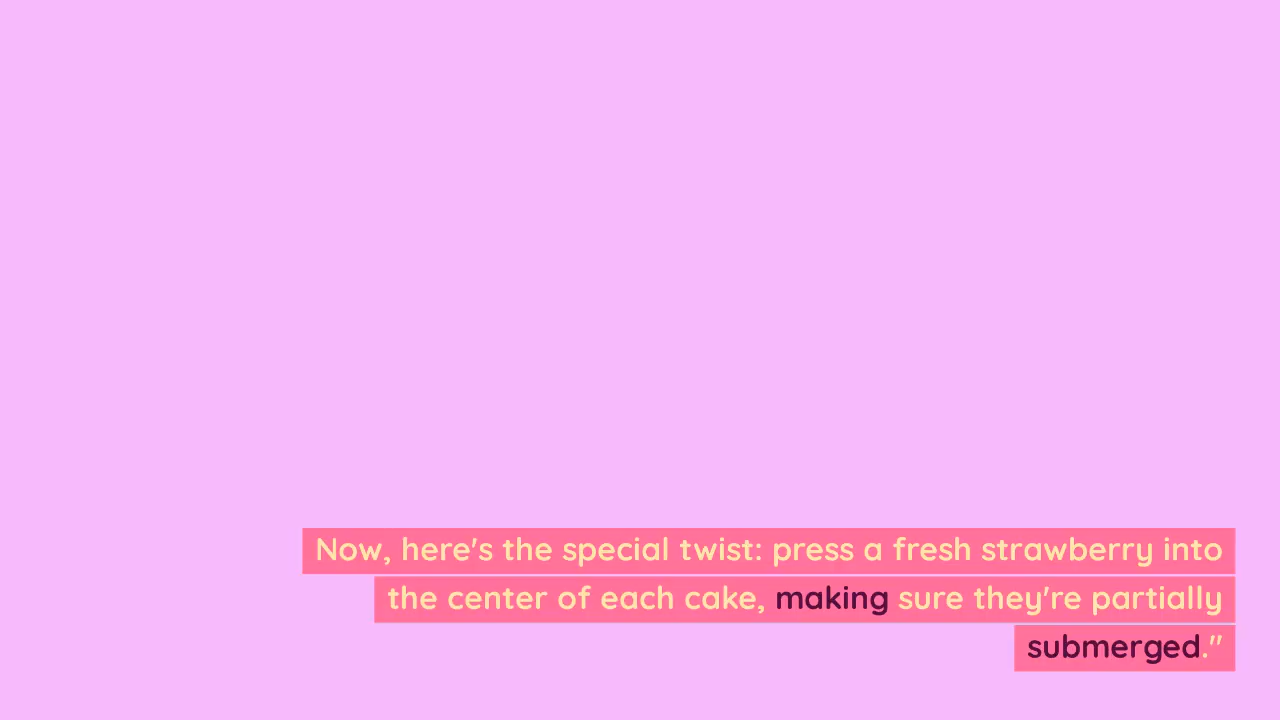 Now, here's the special twist: press a fresh strawberry into
the center of each cake, making sure they're partially
submerged."